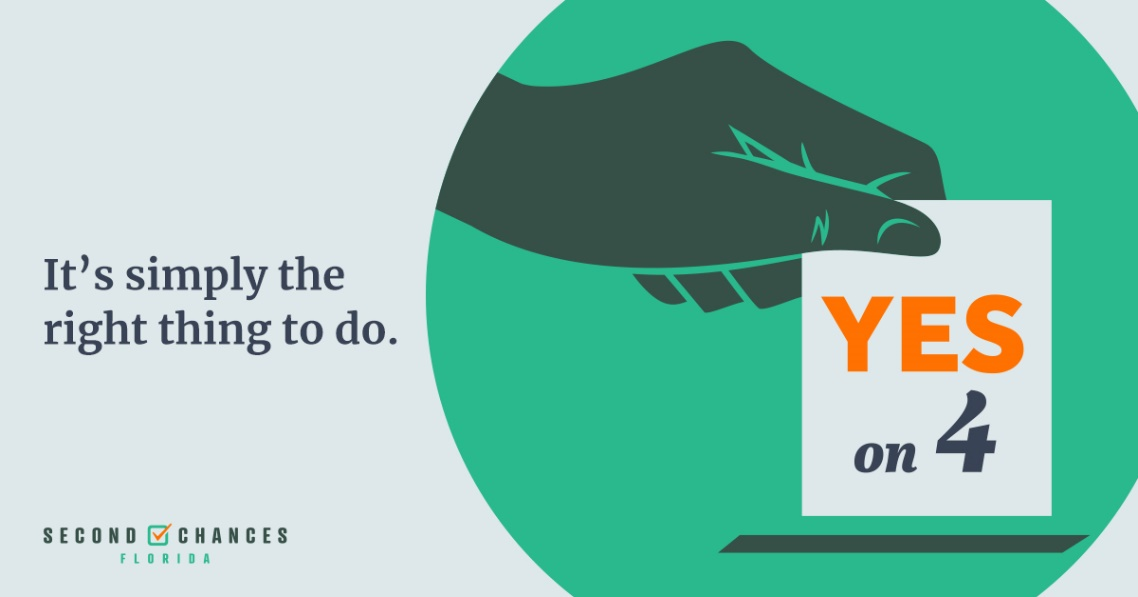 It’s simply the
right thing to do.
YES
on 4
SECOND CHANCES
FLORIDA